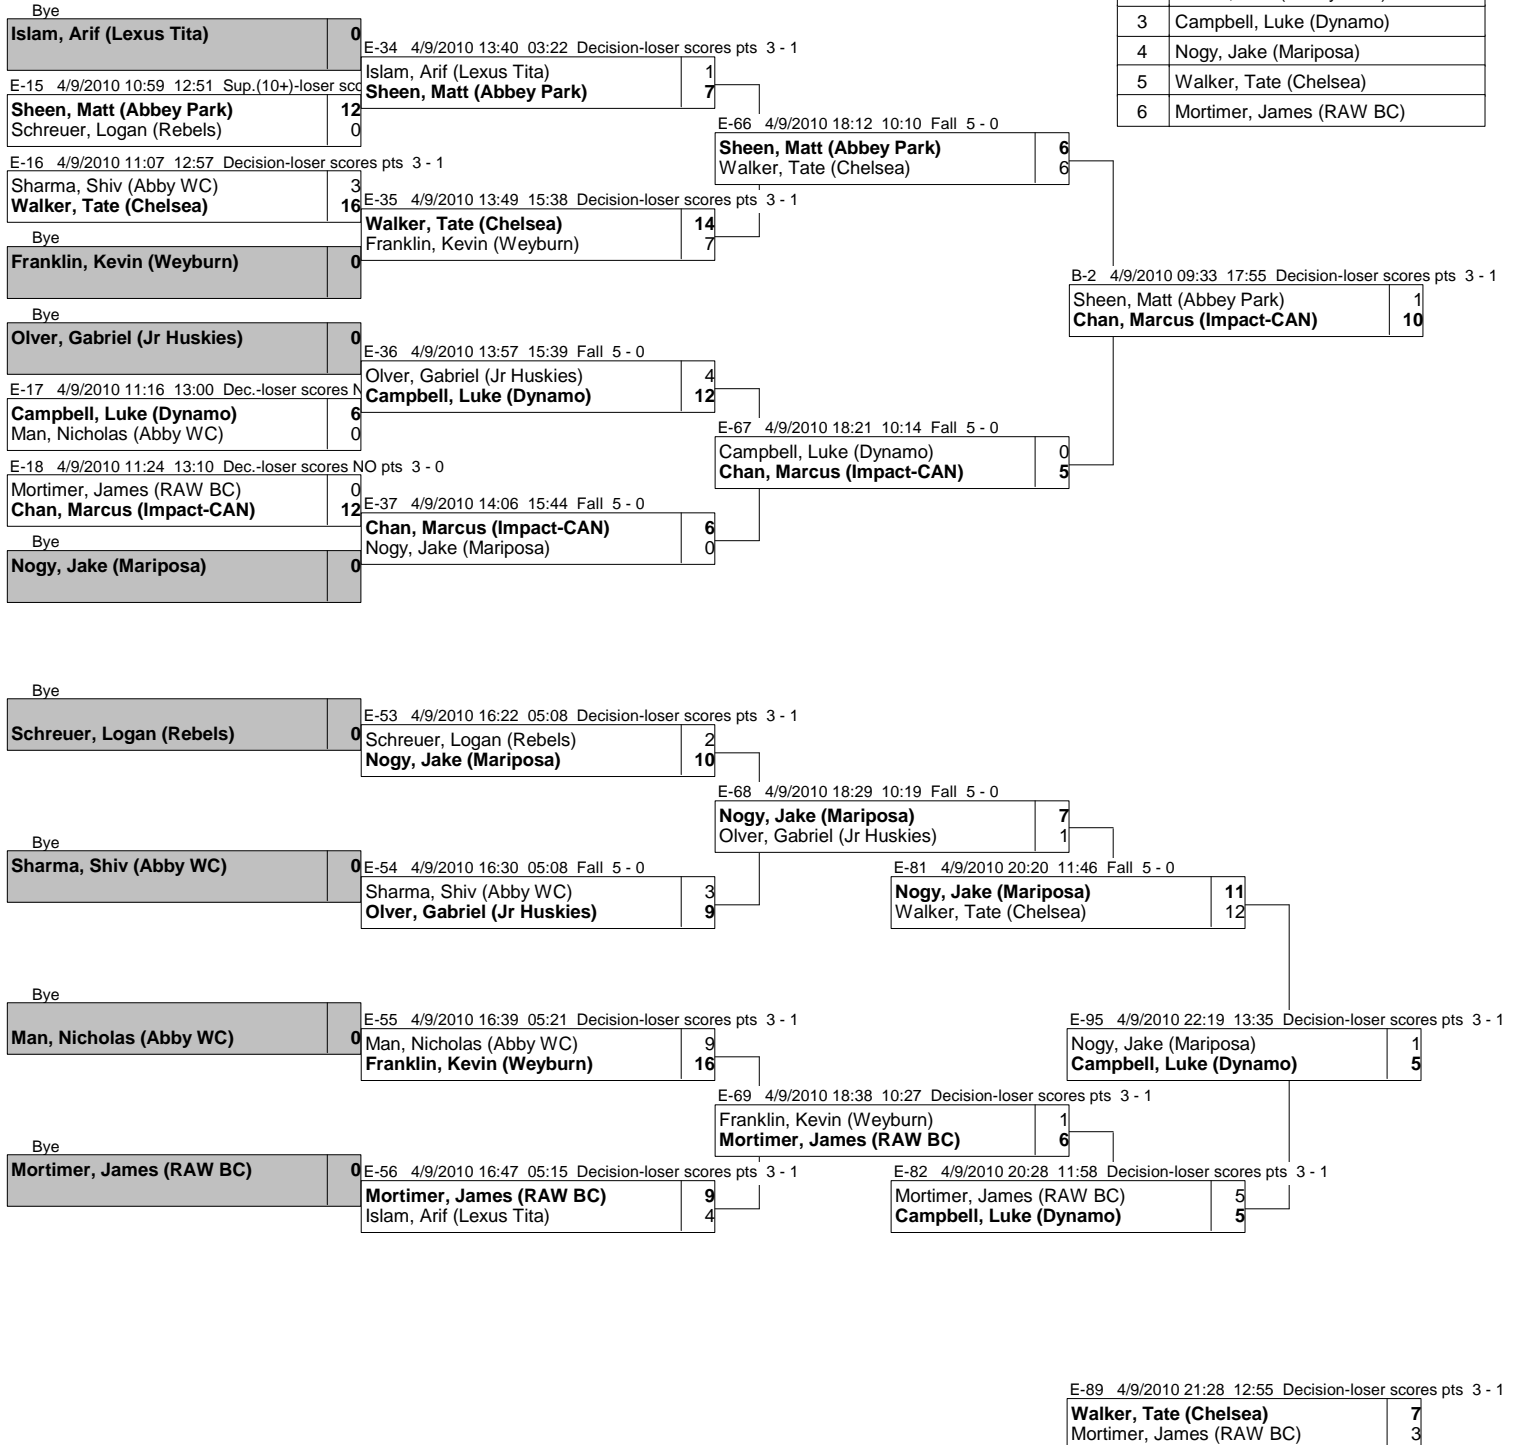 Bye
Islam, Arif (Lexus Tita) 0
E-15 4/9/2010 10:59 12:51 Sup.(10+)-loser sco
Sheen, Matt (Abbey Park) 12
Schreuer, Logan (Rebels) 0
E-16 4/9/2010 11:07 12:57 Decision-loser scores pts 3 - 1
Sharma, Shiv (Abby WC) 3
Walker, Tate (Chelsea) 16
Bye
Franklin, Kevin (Weyburn) 0
Bye
Olver, Gabriel (Jr Huskies) 0
E-17 4/9/2010 11:16 13:00 Dec.-loser scores N
Campbell, Luke (Dynamo) 6
Man, Nicholas (Abby WC) 0
E-18 4/9/2010 11:24 13:10 Dec.-loser scores NO pts 3 - 0
Mortimer, James (RAW BC) 0
Chan, Marcus (Impact-CAN) 12
Bye
Nogy, Jake (Mariposa) 0
E-34 4/9/2010 13:40 03:22 Decision-loser scores pts 3 - 1
Islam, Arif (Lexus Tita) 1
Sheen, Matt (Abbey Park) 7
E-35 4/9/2010 13:49 15:38 Decision-loser scores pts 3 - 1
Walker, Tate (Chelsea) 14
Franklin, Kevin (Weyburn) 7
E-36 4/9/2010 13:57 15:39 Fall 5 - 0
Olver, Gabriel (Jr Huskies) 4
Campbell, Luke (Dynamo) 12
E-37 4/9/2010 14:06 15:44 Fall 5 - 0
Chan, Marcus (Impact-CAN) 6
Nogy, Jake (Mariposa) 0
E-66 4/9/2010 18:12 10:10 Fall 5 - 0
Sheen, Matt (Abbey Park) 6
Walker, Tate (Chelsea) 6
E-67 4/9/2010 18:21 10:14 Fall 5 - 0
Campbell, Luke (Dynamo) 0
Chan, Marcus (Impact-CAN) 5
3 Campbell, Luke (Dynamo)
4 Nogy, Jake (Mariposa)
5 Walker, Tate (Chelsea)
6 Mortimer, James (RAW BC)
B-2 4/9/2010 09:33 17:55 Decision-loser scores pts 3 - 1
Sheen, Matt (Abbey Park) 1
Chan, Marcus (Impact-CAN) 10
Bye
Schreuer, Logan (Rebels) 0
Bye
Sharma, Shiv (Abby WC) 0
Bye
Man, Nicholas (Abby WC) 0
Bye
Mortimer, James (RAW BC) 0
E-53 4/9/2010 16:22 05:08 Decision-loser scores pts 3 - 1
Schreuer, Logan (Rebels) 2
Nogy, Jake (Mariposa) 10
E-54 4/9/2010 16:30 05:08 Fall 5 - 0
Sharma, Shiv (Abby WC) 3
Olver, Gabriel (Jr Huskies) 9
E-55 4/9/2010 16:39 05:21 Decision-loser scores pts 3 - 1
Man, Nicholas (Abby WC) 9
Franklin, Kevin (Weyburn) 16
E-56 4/9/2010 16:47 05:15 Decision-loser scores pts 3 - 1
Mortimer, James (RAW BC) 9
Islam, Arif (Lexus Tita) 4
E-68 4/9/2010 18:29 10:19 Fall 5 - 0
Nogy, Jake (Mariposa) 7
Olver, Gabriel (Jr Huskies) 1
E-69 4/9/2010 18:38 10:27 Decision-loser scores pts 3 - 1
Franklin, Kevin (Weyburn) 1
Mortimer, James (RAW BC) 6
E-81 4/9/2010 20:20 11:46 Fall 5 - 0
Nogy, Jake (Mariposa) 11
Walker, Tate (Chelsea) 12
E-82 4/9/2010 20:28 11:58 Decision-loser scores pts 3 - 1
Mortimer, James (RAW BC) 5
Campbell, Luke (Dynamo) 5
E-95 4/9/2010 22:19 13:35 Decision-loser scores pts 3 - 1
Nogy, Jake (Mariposa) 1
Campbell, Luke (Dynamo) 5
E-89 4/9/2010 21:28 12:55 Decision-loser scores pts 3 - 1
Walker, Tate (Chelsea) 7
Mortimer, James (RAW BC) 3